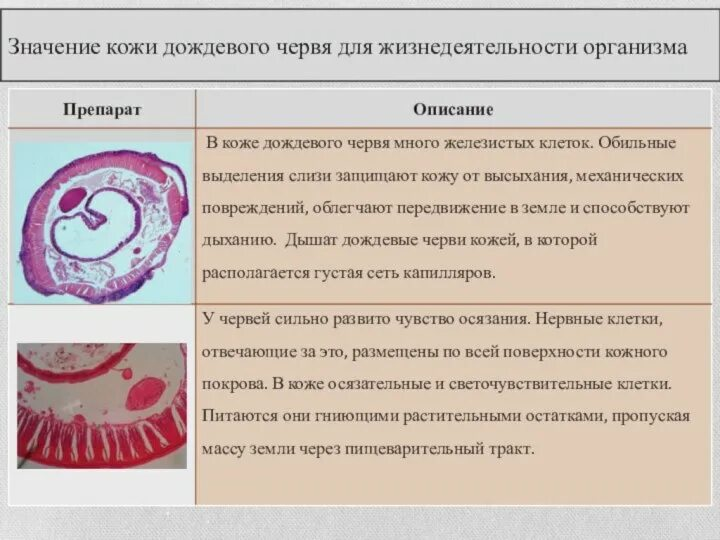 Значение кожи дождевого червя для жизнедеятельности организма
Препарат
Описание
В коже дождевого червя много железистых клеток. Обильные
выделения слизи защищают кожу от высыхания, механических
повреждений, облегчают передвижение в земле и способствуют
дыханию. Дышат дождевые черви кожей, в которой
располагается густая сеть капилляров.
У червей сильно развито чувство осязания. Нервные клетки,
отвечающие за это, размещены по всей поверхности кожного
покрова. В коже осязательные и светочувствительные клетки.
Питаются они гниющими растительными остатками, пропуская
массу земли через пищеварительный тракт.